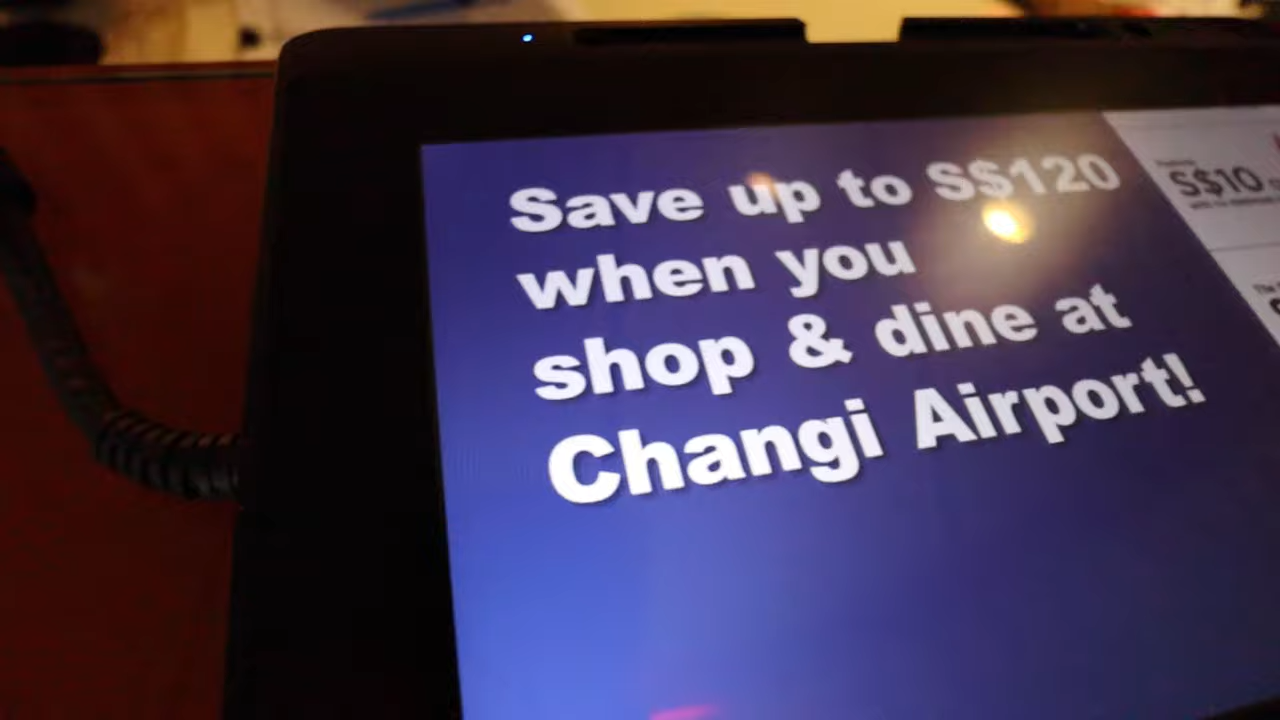 Save up to S$120
when you
shop & dine at
Changi Airport!
S$10